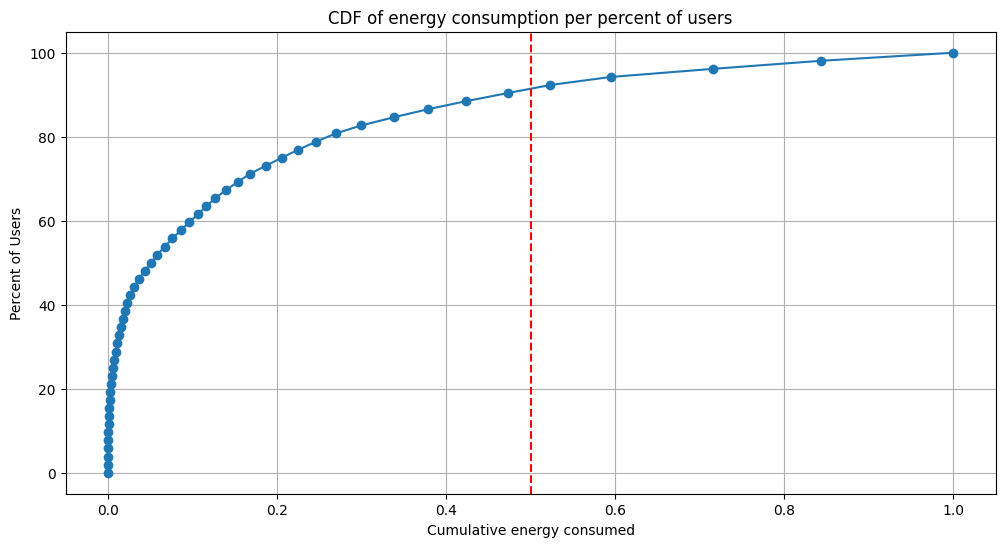 CDF of energy consumption per percent of users
Percent of Users
100
80
60
40
20
0
0.0 0.2 0.4 0.6 0.8 1.0
Cumulative energy consumed